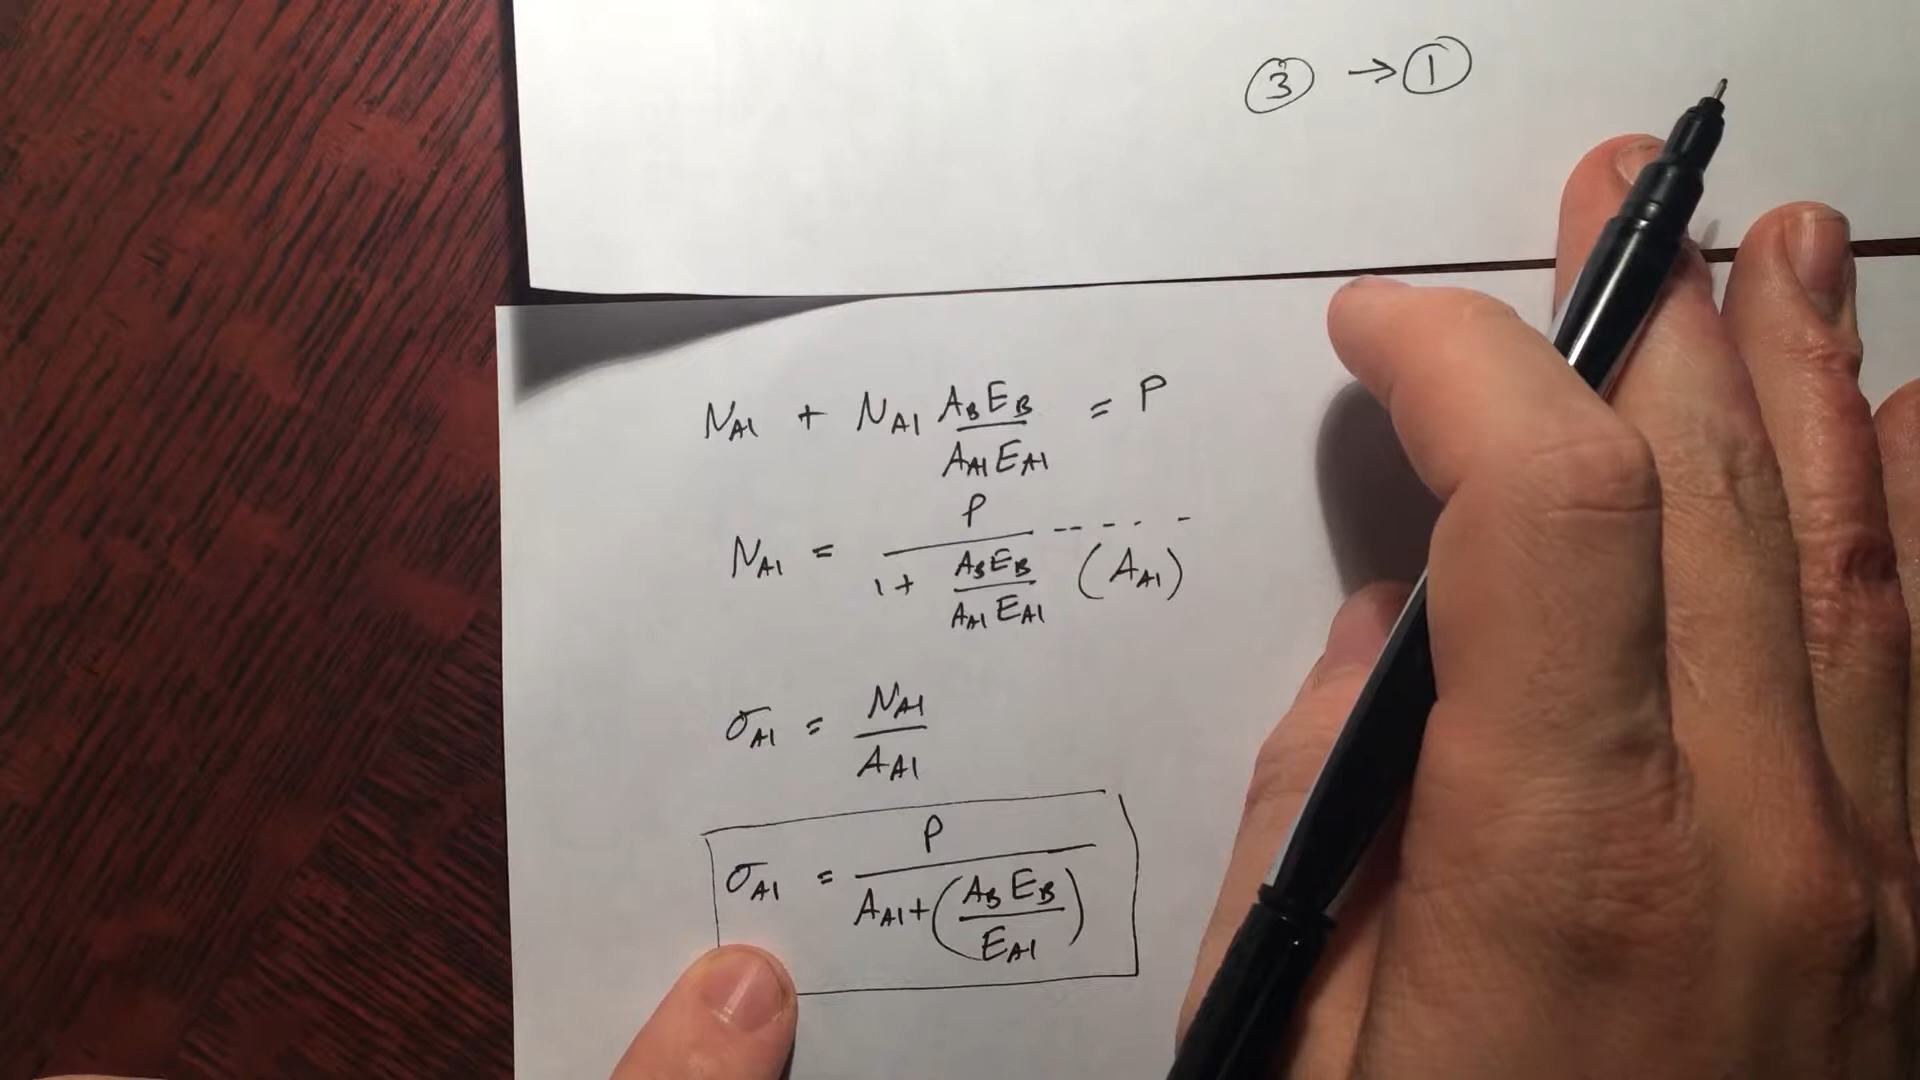 ③ → ①
N_Al + N_Al A_B E_B / A_Al E_Al = P
N_Al = P / 1 + A_B E_B / A_Al E_Al ----- (A_Al)
σ_Al = N_Al / A_Al
σ_Al = P / A_Al + (A_B E_B / E_Al)